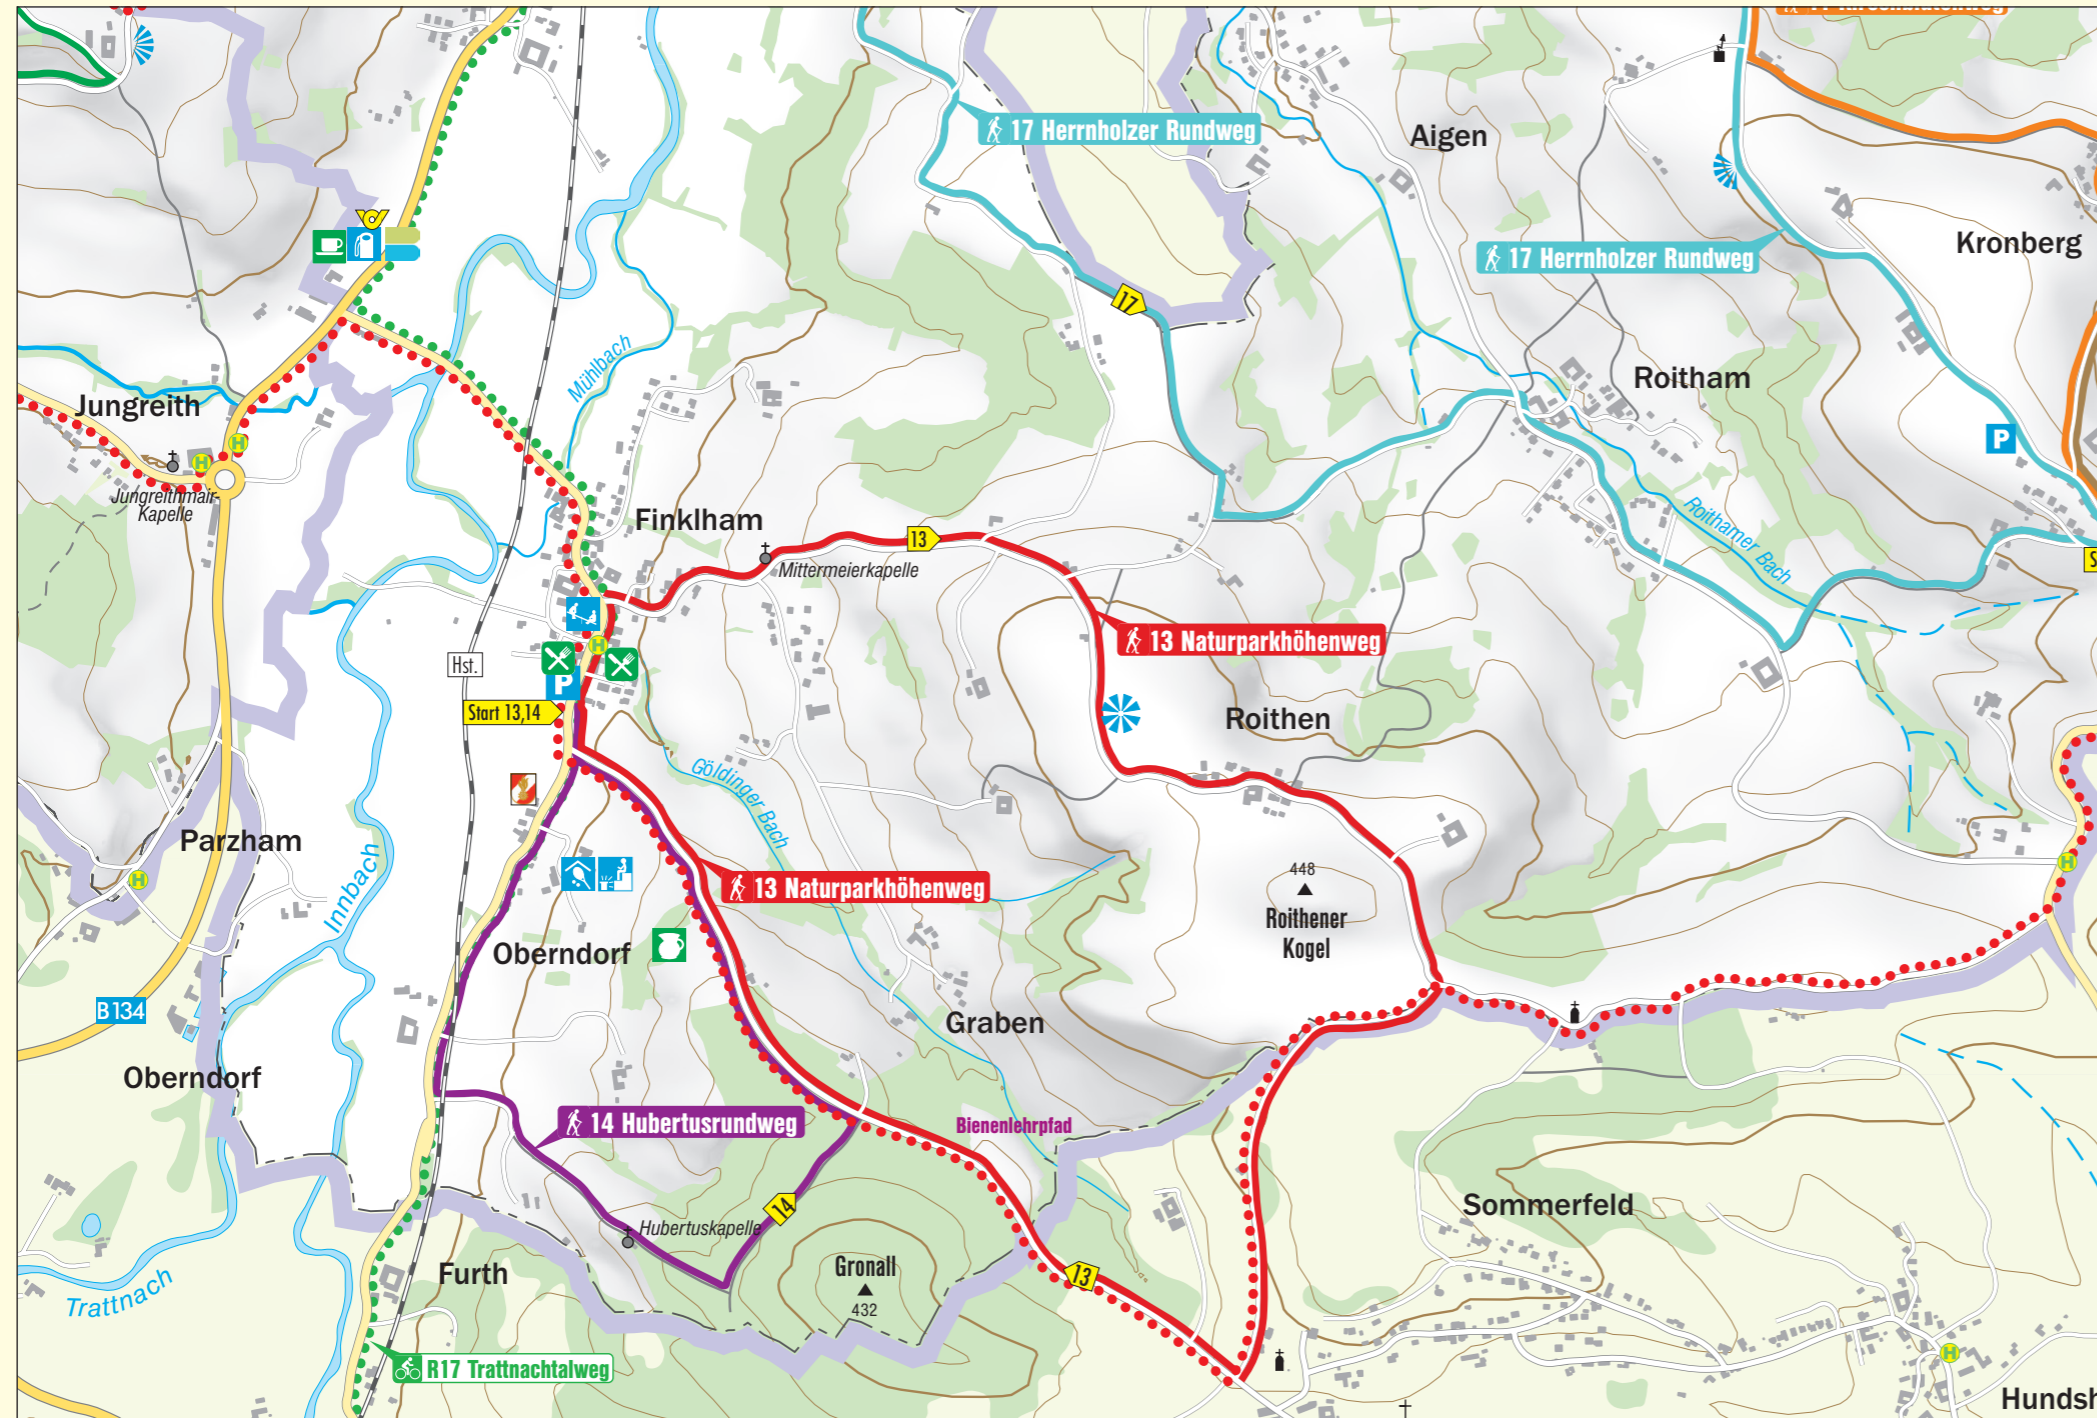 17 Herrnholzer Rundweg
Aigen
17 Herrnholzer Rundweg
Kronberg
17
Mühlbach
Jungreith
H
H
Jungreithmair-
Kapelle
Roitham
P
Finklham
13
Mittermeierkapelle
Roithamer Bach
S
13 Naturparkhöhenweg
H
Hst.
P
Start 13,14
Roithen
Göldinger Bach
Parzham
H
Innbach
448
Roithener
Kogel
H
13 Naturparkhöhenweg
Oberndorf
B 134
Graben
Oberndorf
14 Hubertusrundweg
Bienenlehrpfad
14
Hubertuskapelle
Sommerfeld
Gronall
432
13
Furth
Trattnach
R17 Trattnachtalweg
H
Hundsh